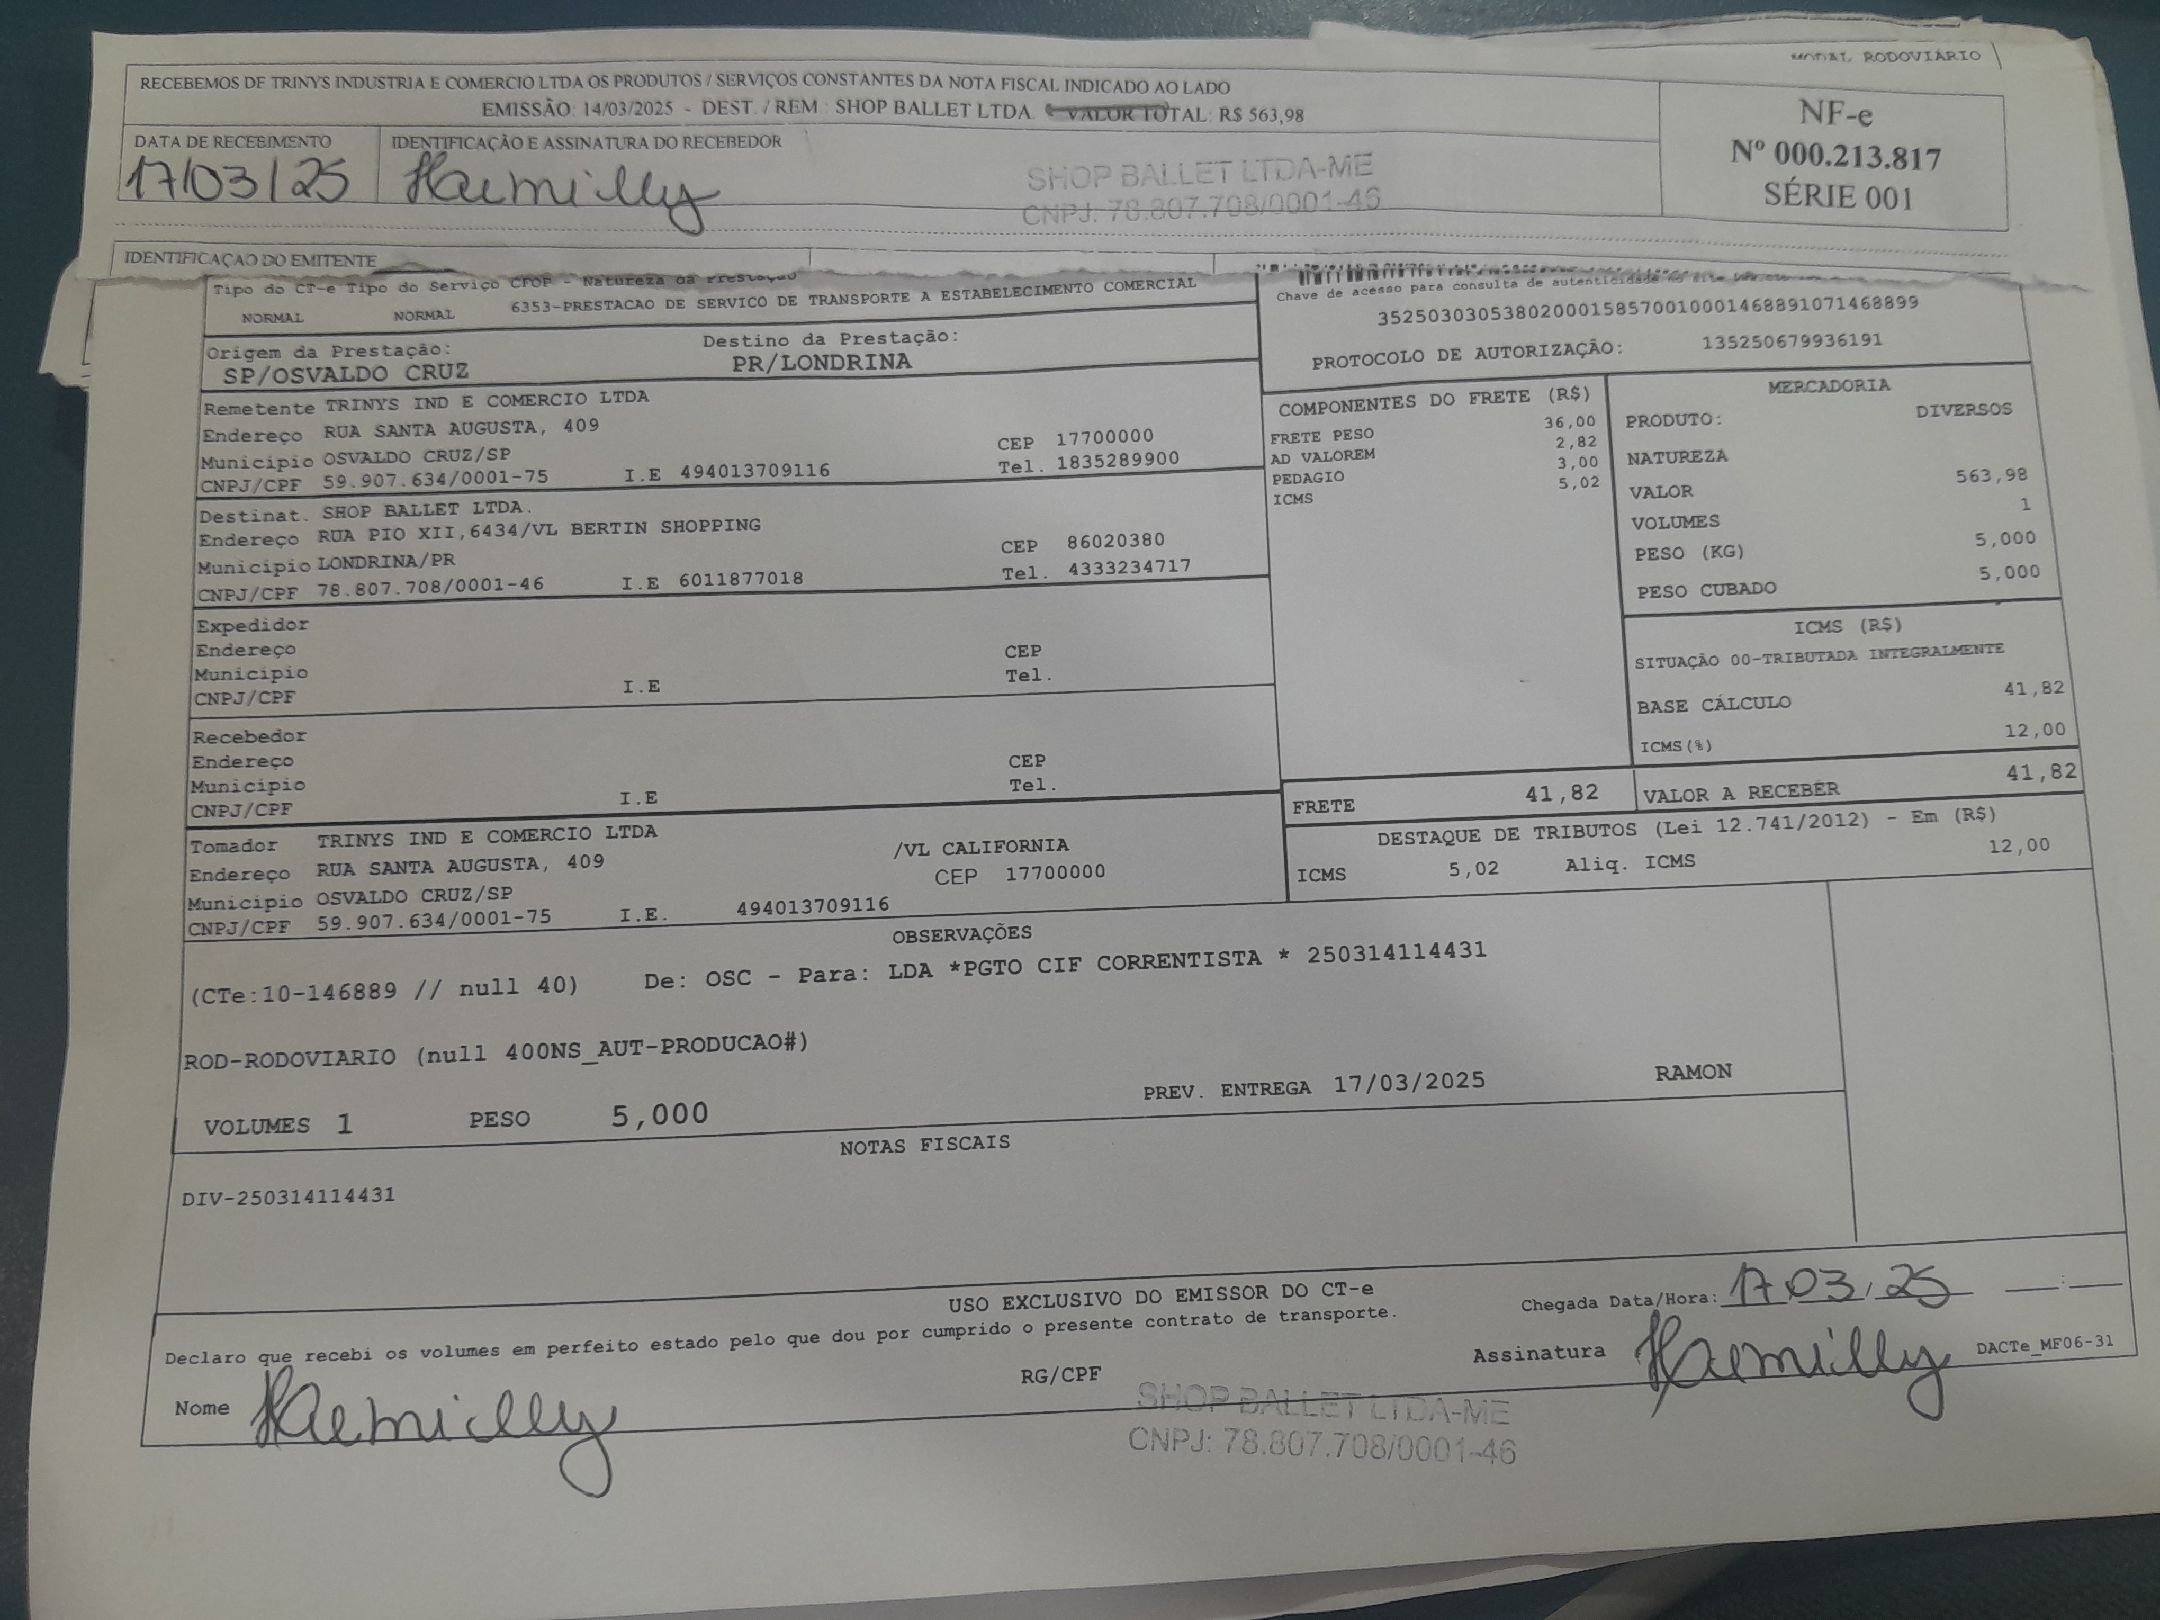 MODAL RODOVIÁRIO
RECEBEMOS DE TRINYS INDUSTRIA E COMERCIO LTDA OS PRODUTOS / SERVIÇOS CONSTANTES DA NOTA FISCAL INDICADO AO LADO
EMISSÃO: 14/03/2025 - DEST. / REM : SHOP BALLET LTDA. VALOR TOTAL: R$ 563,98
NF-e
Nº 000.213.817
SÉRIE 001
DATA DE RECEBIMENTO
17/03/25
IDENTIFICAÇÃO E ASSINATURA DO RECEBEDOR
Haemilly
SHOP BALLET LTDA-ME
CNPJ: 78.807.708/0001-46
IDENTIFICAÇÃO DO EMITENTE
Tipo do CT-e Tipo do Serviço CFOP - Natureza da Prestação
NORMAL NORMAL 6353-PRESTACAO DE SERVICO DE TRANSPORTE A ESTABELECIMENTO COMERCIAL
Chave de acesso para consulta de autenticidade no site
35250303053802000158570010001468891071468899
PROTOCOLO DE AUTORIZAÇÃO: 135250679936191
Origem da Prestação: Destino da Prestação:
SP/OSVALDO CRUZ PR/LONDRINA
Remetente TRINYS IND E COMERCIO LTDA
Endereço RUA SANTA AUGUSTA, 409
Município OSVALDO CRUZ/SP CEP 17700000
CNPJ/CPF 59.907.634/0001-75 I.E 494013709116 Tel. 1835289900
Destinat. SHOP BALLET LTDA.
Endereço RUA PIO XII,6434/VL BERTIN SHOPPING
Município LONDRINA/PR CEP 86020380
CNPJ/CPF 78.807.708/0001-46 I.E 6011877018 Tel. 4333234717
Expedidor
Endereço
Município CEP
CNPJ/CPF I.E Tel.
Recebedor
Endereço
Município CEP
CNPJ/CPF I.E Tel.
Tomador TRINYS IND E COMERCIO LTDA
Endereço RUA SANTA AUGUSTA, 409 /VL CALIFORNIA
Município OSVALDO CRUZ/SP CEP 17700000
CNPJ/CPF 59.907.634/0001-75 I.E. 494013709116
COMPONENTES DO FRETE (R$)
FRETE PESO 36,00
AD VALOREM 2,82
PEDAGIO 3,00
ICMS 5,02
MERCADORIA
PRODUTO: DIVERSOS
NATUREZA
VALOR 563,98
VOLUMES 1
PESO (KG) 5,000
PESO CUBADO 5,000
ICMS (R$)
SITUAÇÃO 00-TRIBUTADA INTEGRALMENTE
BASE CÁLCULO 41,82
ICMS(%) 12,00
FRETE 41,82 VALOR A RECEBER 41,82
DESTAQUE DE TRIBUTOS (Lei 12.741/2012) - Em (R$)
ICMS 5,02 Aliq. ICMS 12,00
OBSERVAÇÕES
(CTe:10-146889 // null 40) De: OSC - Para: LDA *PGTO CIF CORRENTISTA * 250314114431
ROD-RODOVIARIO (null 400NS_AUT-PRODUCAO#)
VOLUMES 1 PESO 5,000 PREV. ENTREGA 17/03/2025 RAMON
NOTAS FISCAIS
DIV-250314114431
USO EXCLUSIVO DO EMISSOR DO CT-e
Declaro que recebi os volumes em perfeito estado pelo que dou por cumprido o presente contrato de transporte.
Chegada Data/Hora: 17/03/25 __:__
Nome Haemilly RG/CPF Assinatura Haemilly DACTe_MF06-31
SHOP BALLET LTDA-ME
CNPJ: 78.807.708/0001-46